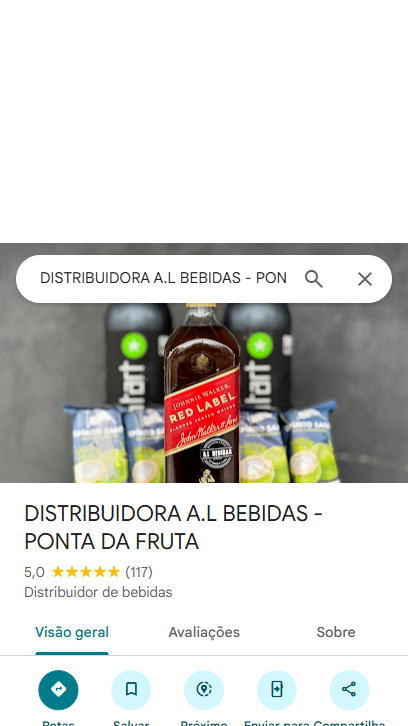 DISTRIBUIDORA A.L BEBIDAS - PON
JOHNNIE WALKER
RED LABEL
BLENDED SCOTCH WHISKY
John Walker & Sons
A.L BEBIDAS
DISTRIBUIDORA A.L BEBIDAS -
PONTA DA FRUTA
5,0 (117)
Distribuidor de bebidas
Visão geral
Avaliações
Sobre
Rotas
Salvar
Próximo
Enviar para
Compartilhar